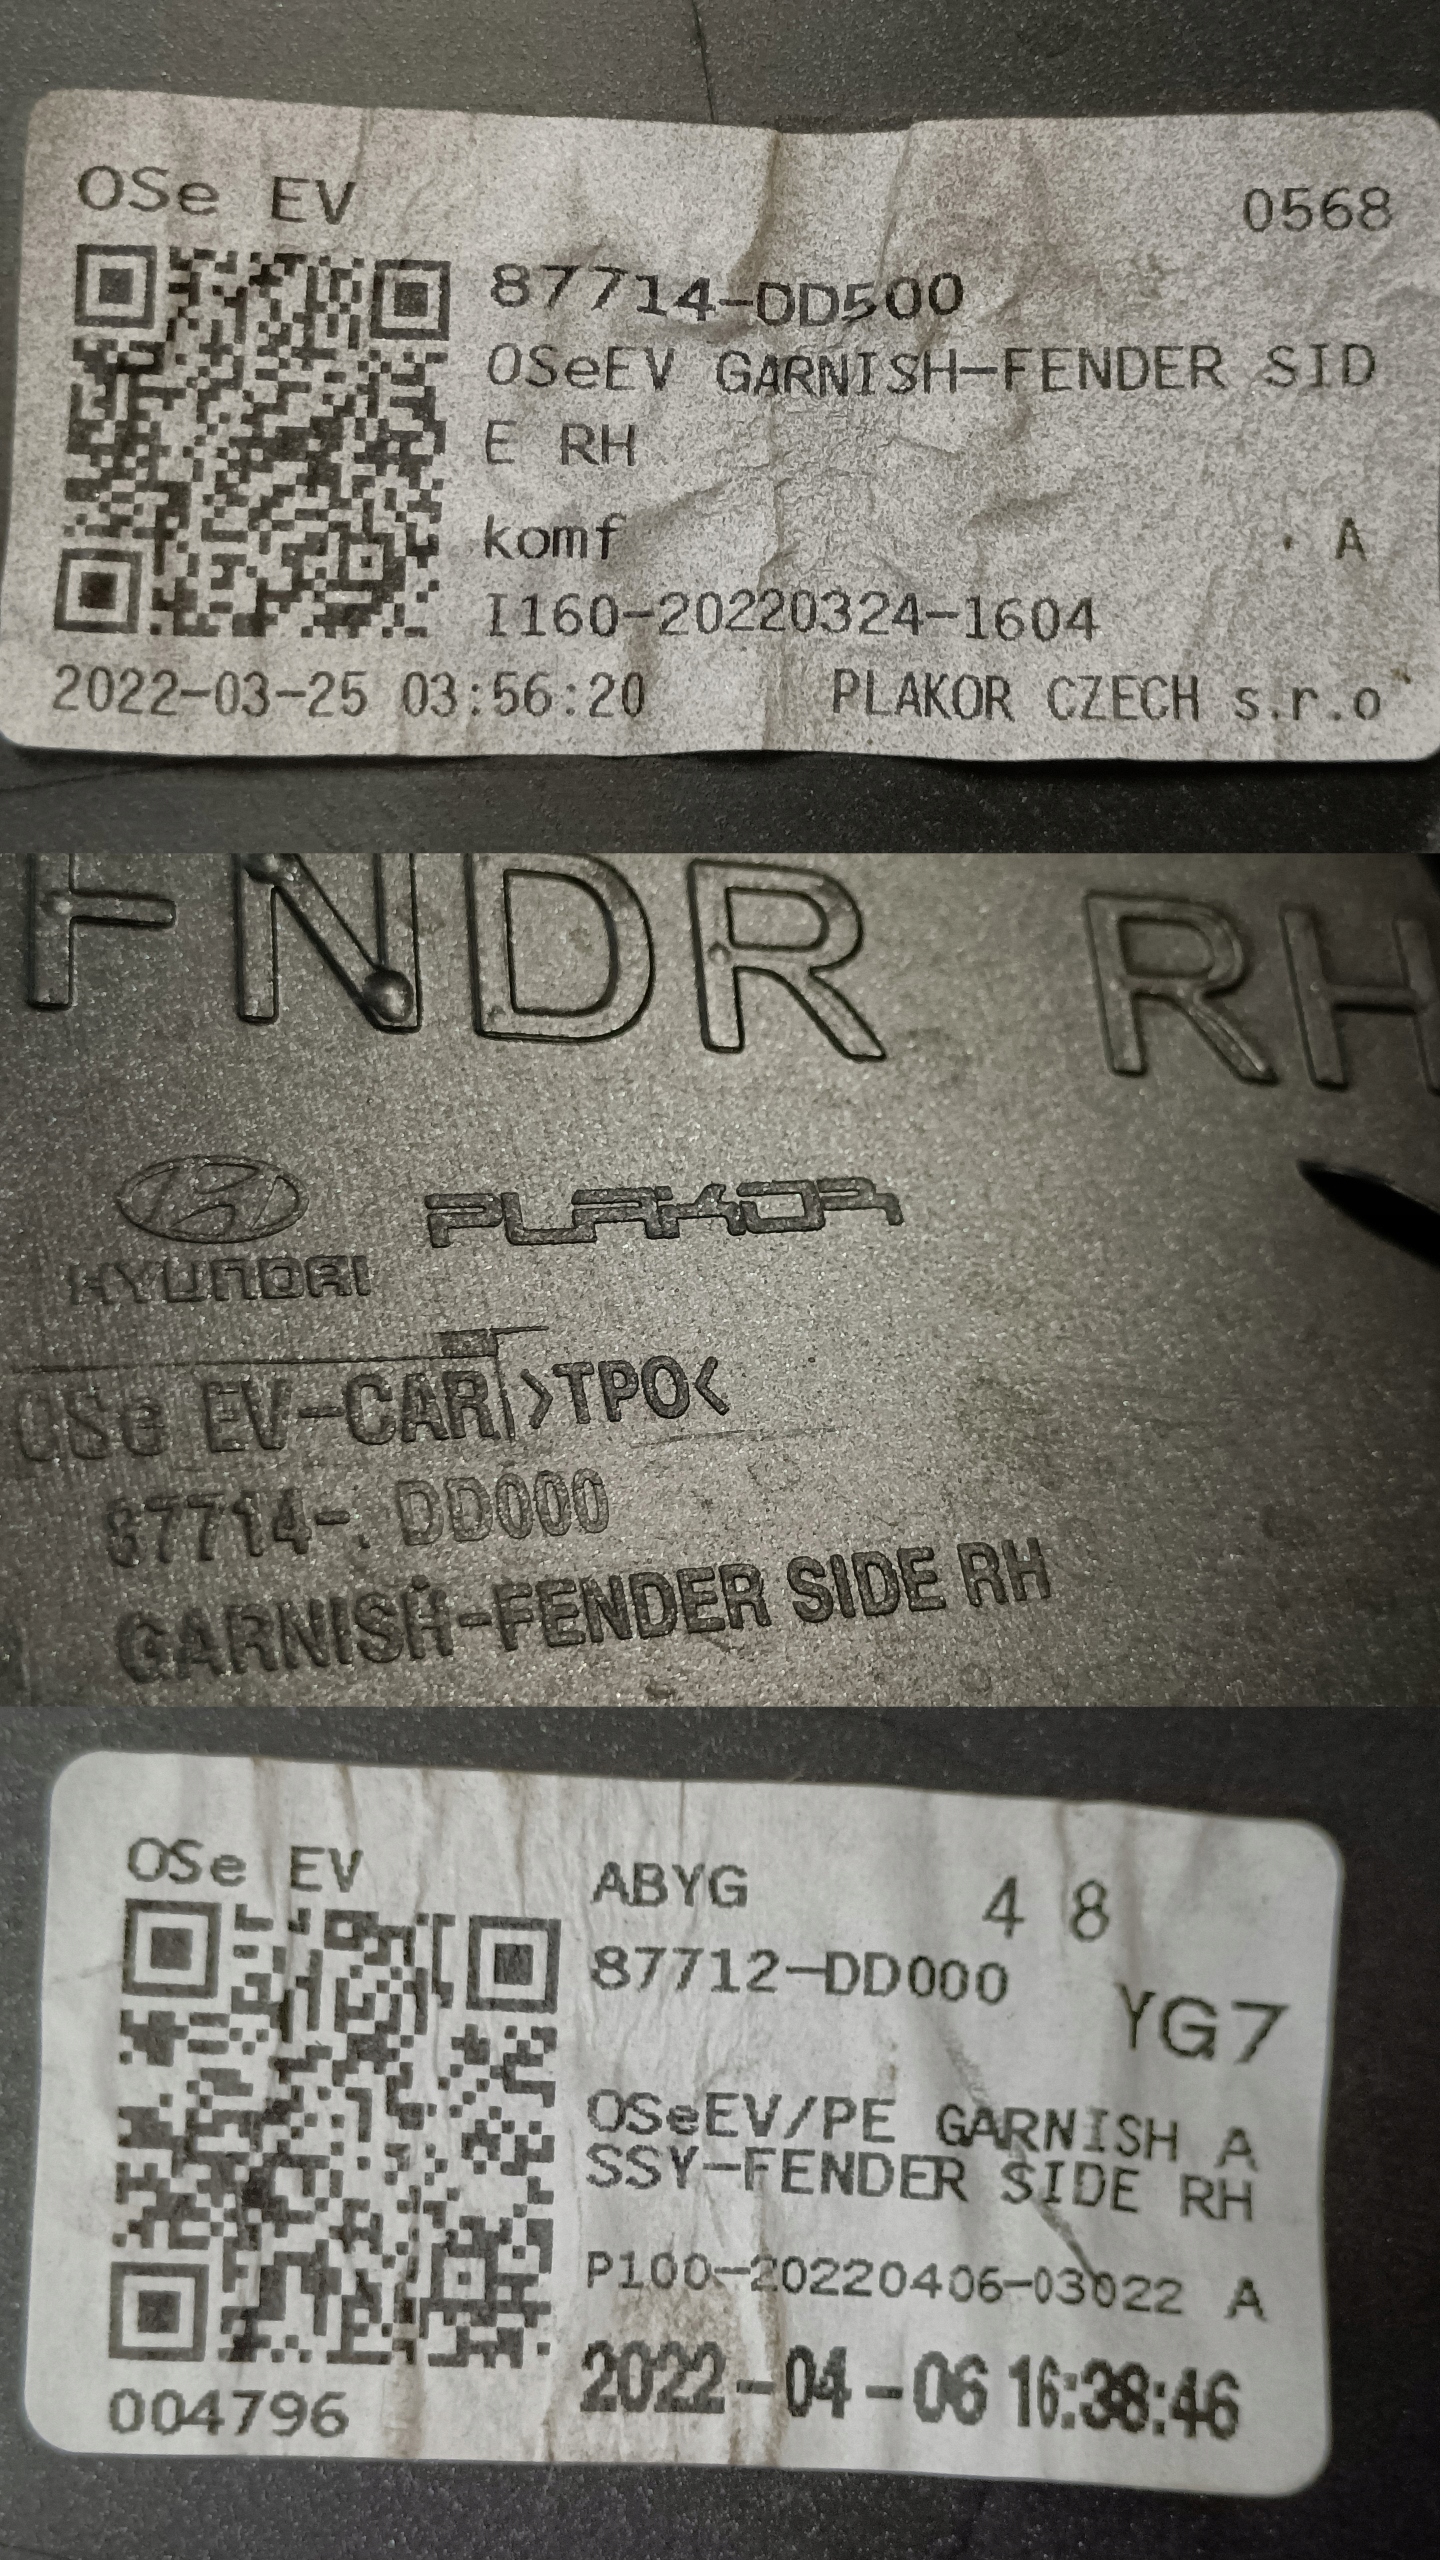 OSe EV
0568
87714-DD500
OSeEV GARNISH-FENDER SID
E RH
komf
A
I160-20220324-1604
2022-03-25 03:56:20
PLAKOR CZECH s.r.o
FNDR RH
HYUNDAI
PLAKOR
OSe EV-CAR >TPO<
87714-. DD000
GARNISH-FENDER SIDE RH
OSe EV
ABYG
4 8
87712-DD000
YG7
OSeEV/PE GARNISH A
SSY-FENDER SIDE RH
P100-20220406-03022 A
2022-04-06 16:38:46
004796